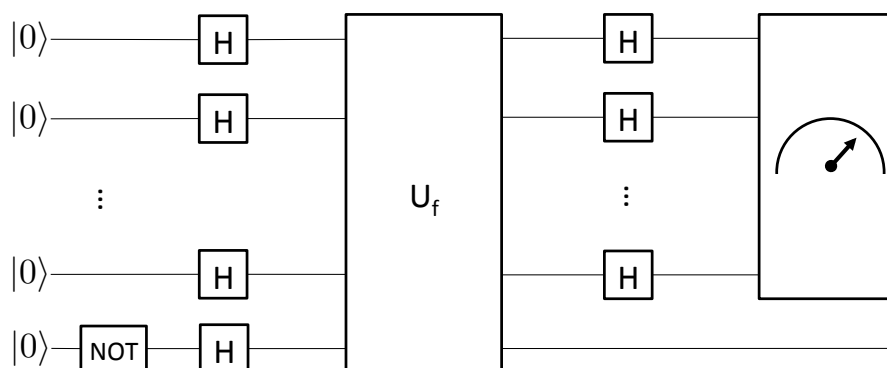 |0⟩ H H
|0⟩ H H
⋮ U_f ⋮
|0⟩ H H
|0⟩ NOT H